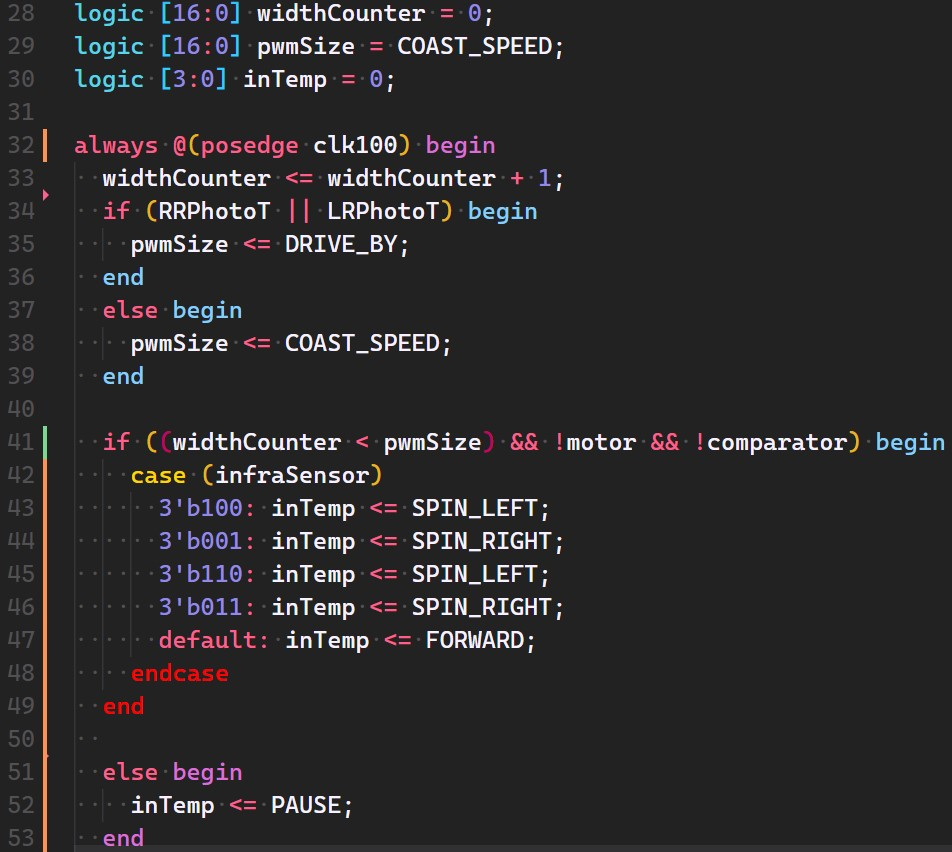 28 logic [16:0] widthCounter = 0;
29 logic [16:0] pwmSize = COAST_SPEED;
30 logic [3:0] inTemp = 0;
31
32 always @(posedge clk100) begin
33   widthCounter <= widthCounter + 1;
34   if (RRPhotoT || LRPhotoT) begin
35     pwmSize <= DRIVE_BY;
36   end
37   else begin
38     pwmSize <= COAST_SPEED;
39   end
40
41   if ((widthCounter < pwmSize) && !motor && !comparator) begin
42     case (infraSensor)
43       3'b100: inTemp <= SPIN_LEFT;
44       3'b001: inTemp <= SPIN_RIGHT;
45       3'b110: inTemp <= SPIN_LEFT;
46       3'b011: inTemp <= SPIN_RIGHT;
47       default: inTemp <= FORWARD;
48     endcase
49   end
50
51   else begin
52     inTemp <= PAUSE;
53   end